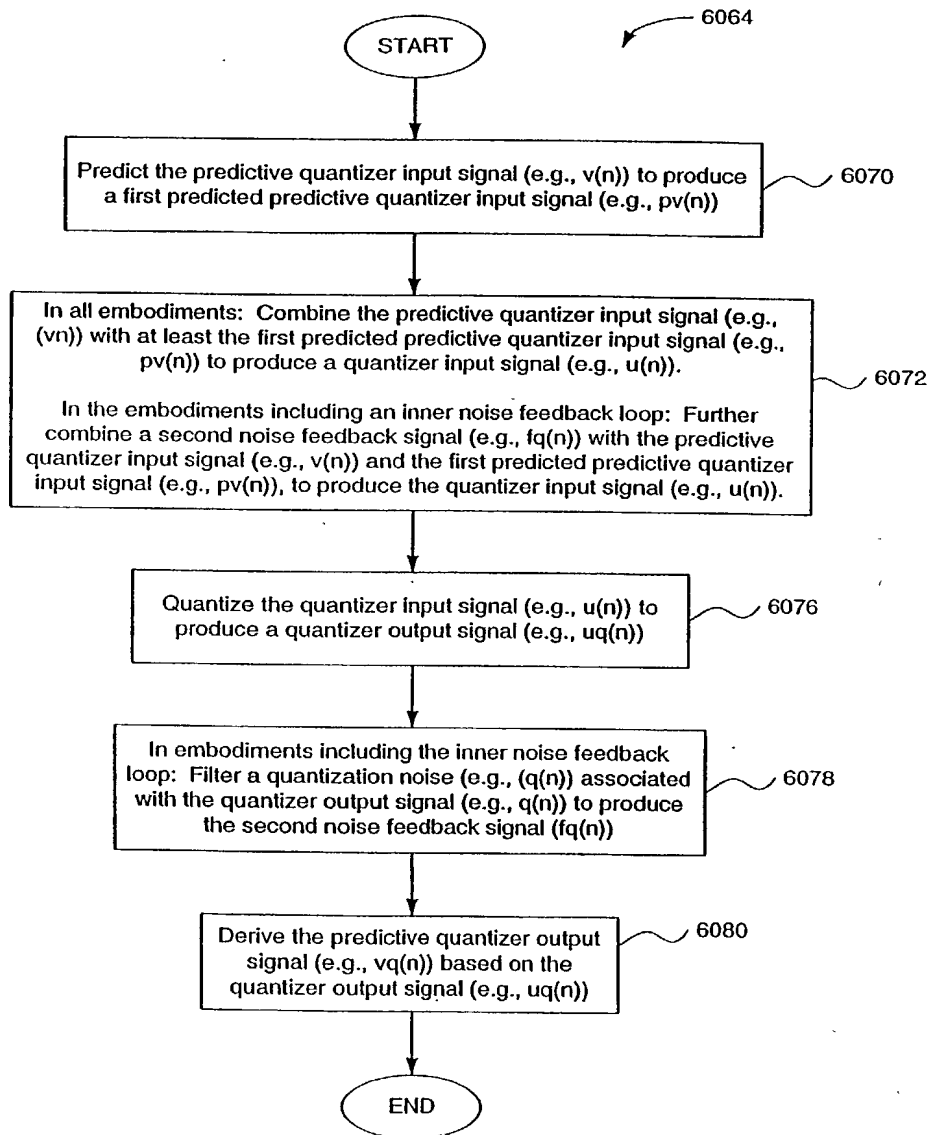 6064
START
Predict the predictive quantizer input signal (e.g., v(n)) to produce
a first predicted predictive quantizer input signal (e.g., pv(n))
6070
In all embodiments: Combine the predictive quantizer input signal (e.g.,
(vn)) with at least the first predicted predictive quantizer input signal (e.g.,
pv(n)) to produce a quantizer input signal (e.g., u(n)).
In the embodiments including an inner noise feedback loop: Further
combine a second noise feedback signal (e.g., fq(n)) with the predictive
quantizer input signal (e.g., v(n)) and the first predicted predictive quantizer
input signal (e.g., pv(n)), to produce the quantizer input signal (e.g., u(n)).
6072
Quantize the quantizer input signal (e.g., u(n)) to
produce a quantizer output signal (e.g., uq(n))
6076
In embodiments including the inner noise feedback
loop: Filter a quantization noise (e.g., (q(n)) associated
with the quantizer output signal (e.g., q(n)) to produce
the second noise feedback signal (fq(n))
6078
Derive the predictive quantizer output
signal (e.g., vq(n)) based on the
quantizer output signal (e.g., uq(n))
6080
END